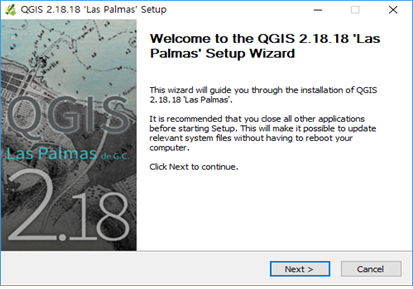 QGIS 2.18.18 'Las Palmas' Setup
Welcome to the QGIS 2.18.18 'Las
Palmas' Setup Wizard
This wizard will guide you through the installation of QGIS
2.18.18 'Las Palmas'.
It is recommended that you close all other applications
before starting Setup. This will make it possible to update
relevant system files without having to reboot your
computer.
Click Next to continue.
QGIS
Las Palmas de G.C.
2.18
Next >
Cancel